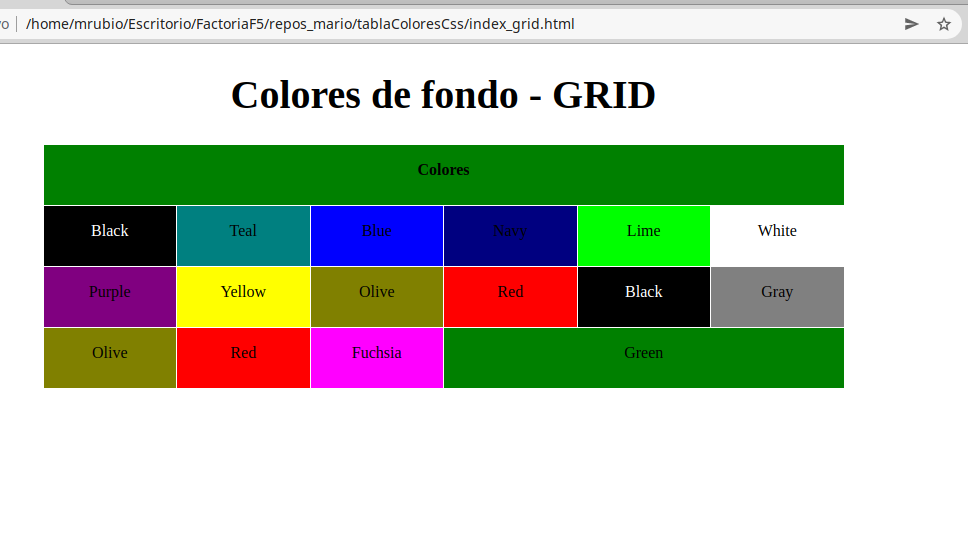 /home/mrubio/Escritorio/FactoriaF5/repos_mario/tablaColoresCss/index_grid.html
Colores de fondo - GRID
Colores
Black Teal Blue Navy Lime White
Purple Yellow Olive Red Black Gray
Olive Red Fuchsia Green